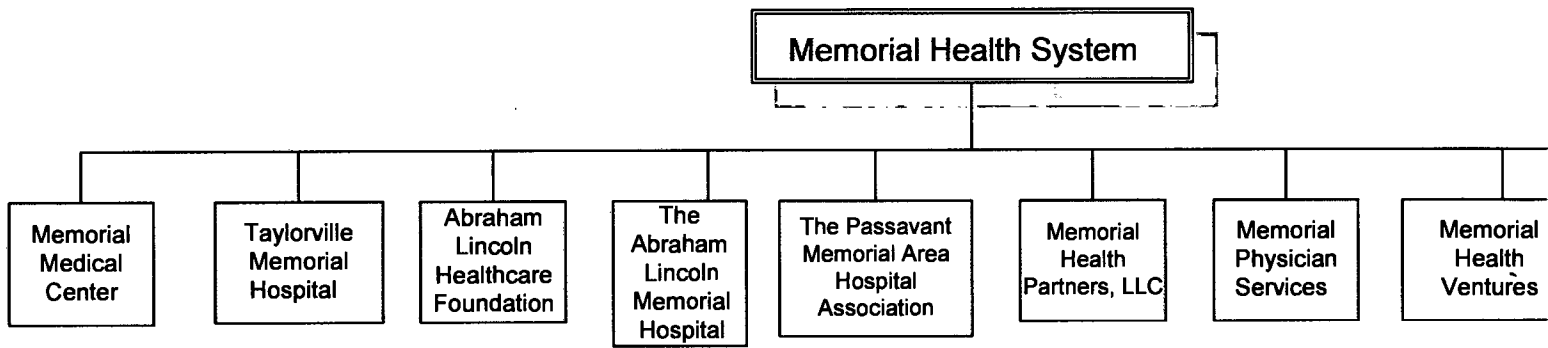 Memorial Health System
Memorial
Medical
Center
Taylorville
Memorial
Hospital
Abraham
Lincoln
Healthcare
Foundation
The
Abraham
Lincoln
Memorial
Hospital
The Passavant
Memorial Area
Hospital
Association
Memorial
Health
Partners, LLC
Memorial
Physician
Services
Memorial
Health
Ventures